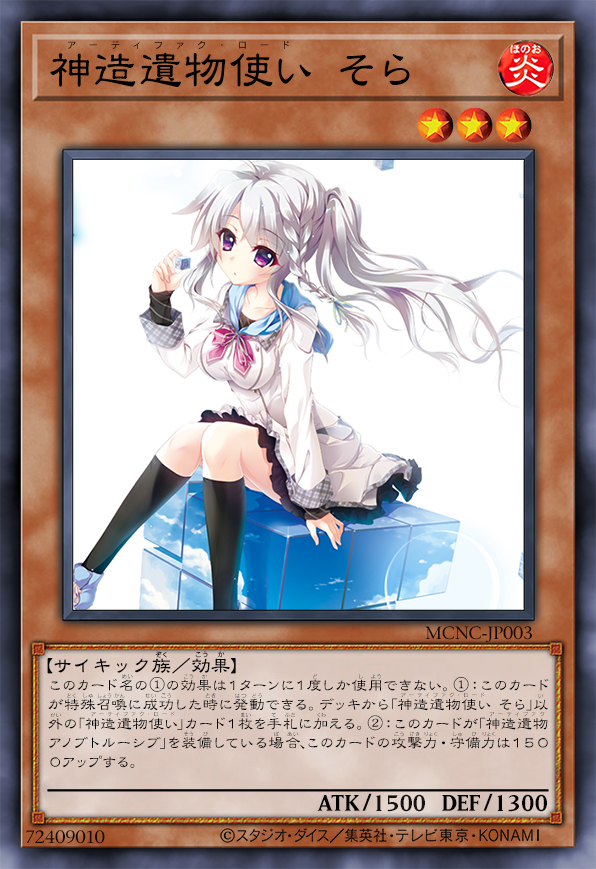 アーティファク・ロード
神造遺物使い そら
ほのお
炎
MCNC-JP003
【サイキック族／効果】
このカード名の①の効果は1ターンに1度しか使用できない。①：このカード
が特殊召喚に成功した時に発動できる。デッキから「神造遺物使い そら」以
外の「神造遺物使い」カード1枚を手札に加える。②：このカードが「神造遺物
アノブトルーシブ」を装備している場合、このカードの攻撃力・守備力は１５０
０アップする。
ATK/1500 DEF/1300
72409010
©スタジオ・ダイス／集英社・テレビ東京・KONAMI